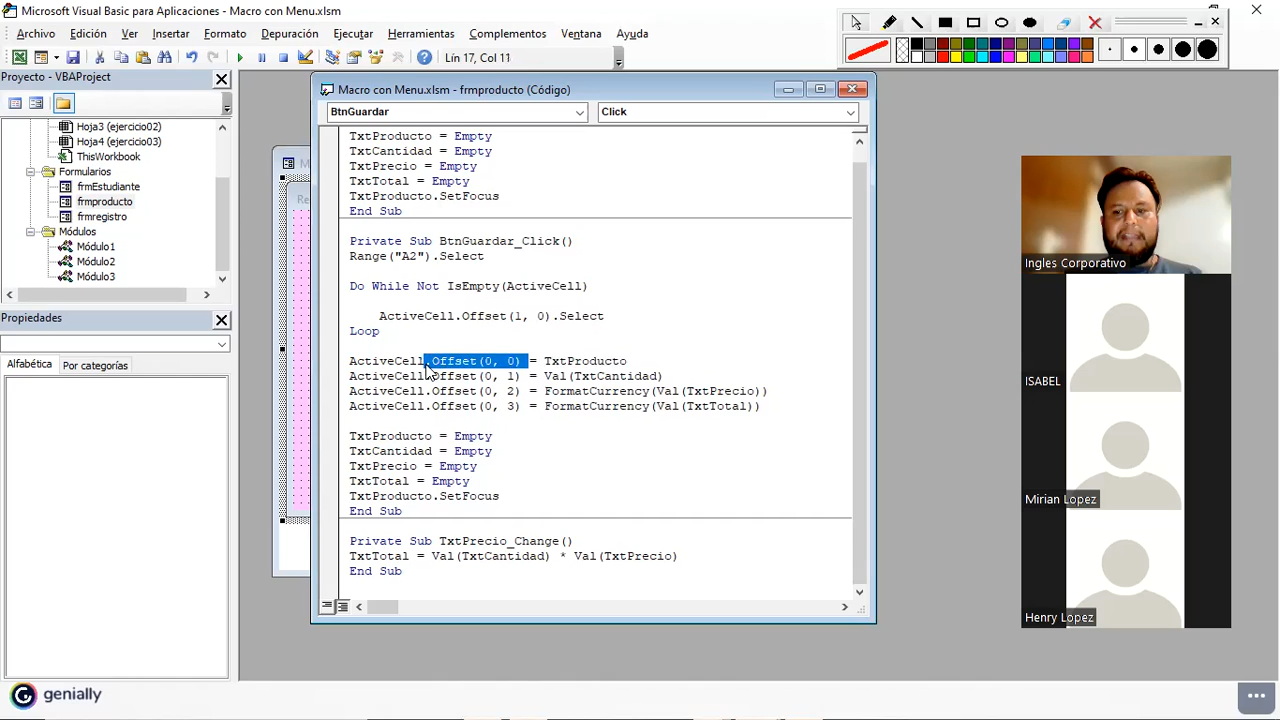 Microsoft Visual Basic para Aplicaciones - Macro con Menu.xlsm
Archivo Edición Ver Insertar Formato Depuración Ejecutar Herramientas Complementos Ventana Ayuda
Lín 17, Col 17
Proyecto - VBAProject
Hoja3 (ejercicio02)
Hoja4 (ejercicio03)
ThisWorkbook
Formularios
frmEstudiante
frmproducto
frmregistro
Módulos
Módulo1
Módulo2
Módulo3
Propiedades
Alfabética Por categorías
Macro con Menu.xlsm - frmproducto (Código)
BtnGuardar Click
TxtProducto = Empty
TxtCantidad = Empty
TxtPrecio = Empty
TxtTotal = Empty
TxtProducto.SetFocus
End Sub
Private Sub BtnGuardar_Click()
Range("A2").Select
Do While Not IsEmpty(ActiveCell)
ActiveCell.Offset(1, 0).Select
Loop
ActiveCell.Offset(0, 0) = TxtProducto
ActiveCell.Offset(0, 1) = Val(TxtCantidad)
ActiveCell.Offset(0, 2) = FormatCurrency(Val(TxtPrecio))
ActiveCell.Offset(0, 3) = FormatCurrency(Val(TxtTotal))
TxtProducto = Empty
TxtCantidad = Empty
TxtPrecio = Empty
TxtTotal = Empty
TxtProducto.SetFocus
End Sub
Private Sub TxtPrecio_Change()
TxtTotal = Val(TxtCantidad) * Val(TxtPrecio)
End Sub
Ingles Corporativo
ISABEL
Mirian Lopez
Henry Lopez
genially